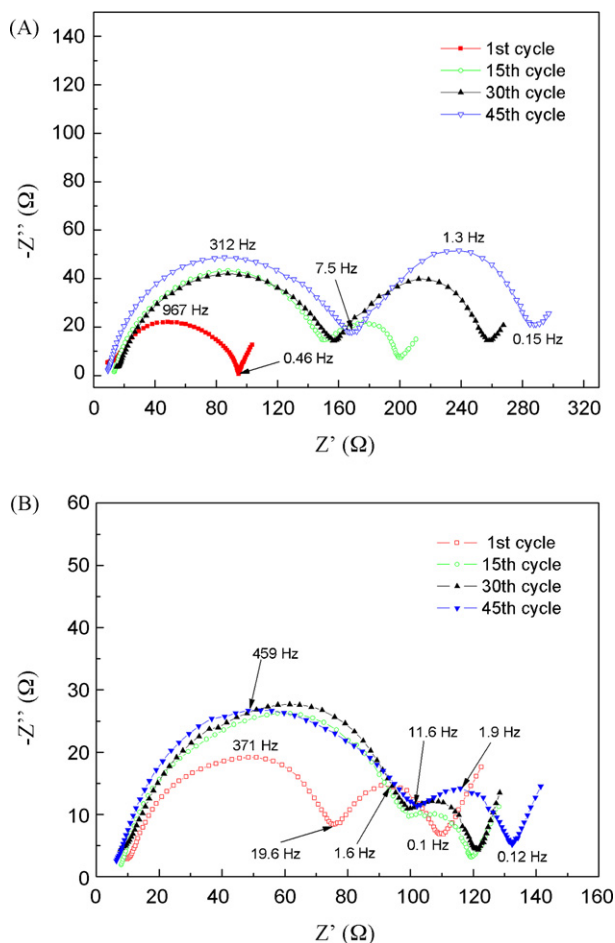 (A)
140
120
100
80
60
40
20
0
-Z'' (Ω)
1st cycle
15th cycle
30th cycle
45th cycle
312 Hz
1.3 Hz
7.5 Hz
967 Hz
0.46 Hz
0.15 Hz
0 40 80 120 160 200 240 280 320
Z' (Ω)
(B)
60
50
40
30
20
10
0
-Z'' (Ω)
1st cycle
15th cycle
30th cycle
45th cycle
459 Hz
371 Hz
11.6 Hz
1.9 Hz
19.6 Hz
1.6 Hz
0.1 Hz
0.12 Hz
0 20 40 60 80 100 120 140 160
Z' (Ω)